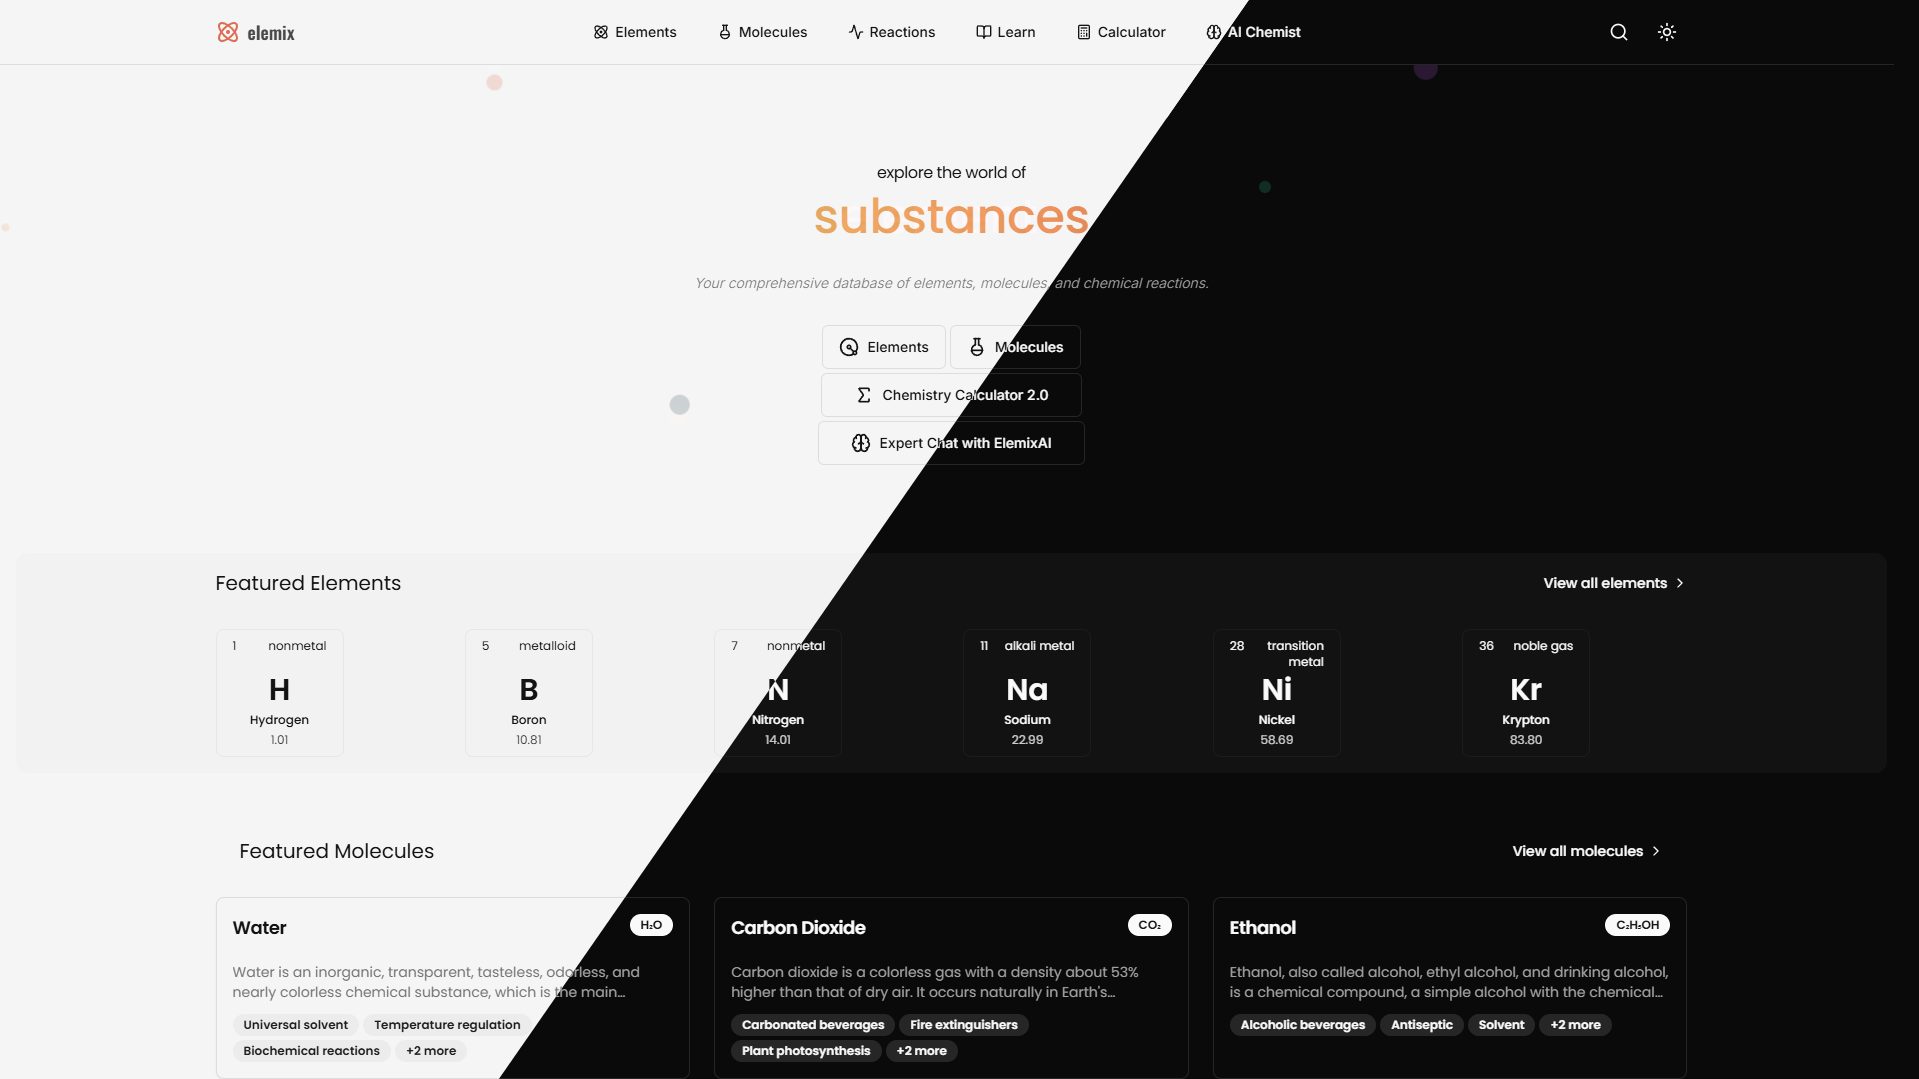 elemix
Elements
Molecules
Reactions
Learn
Calculator
AI Chemist
explore the world of
substances
Your comprehensive database of elements, molecules, and chemical reactions.
Elements
Molecules
Chemistry Calculator 2.0
Expert Chat with ElemixAI
Featured Elements
View all elements
1 nonmetal
H
Hydrogen
1.01
5 metalloid
B
Boron
10.81
7 nonmetal
N
Nitrogen
14.01
11 alkali metal
Na
Sodium
22.99
28 transition
metal
Ni
Nickel
58.69
36 noble gas
Kr
Krypton
83.80
Featured Molecules
View all molecules
Water
H₂O
Water is an inorganic, transparent, tasteless, odorless, and
nearly colorless chemical substance, which is the main...
Universal solvent
Temperature regulation
Biochemical reactions
+2 more
Carbon Dioxide
CO₂
Carbon dioxide is a colorless gas with a density about 53%
higher than that of dry air. It occurs naturally in Earth's...
Carbonated beverages
Fire extinguishers
Plant photosynthesis
+2 more
Ethanol
C₂H₅OH
Ethanol, also called alcohol, ethyl alcohol, and drinking alcohol,
is a chemical compound, a simple alcohol with the chemical...
Alcoholic beverages
Antiseptic
Solvent
+2 more